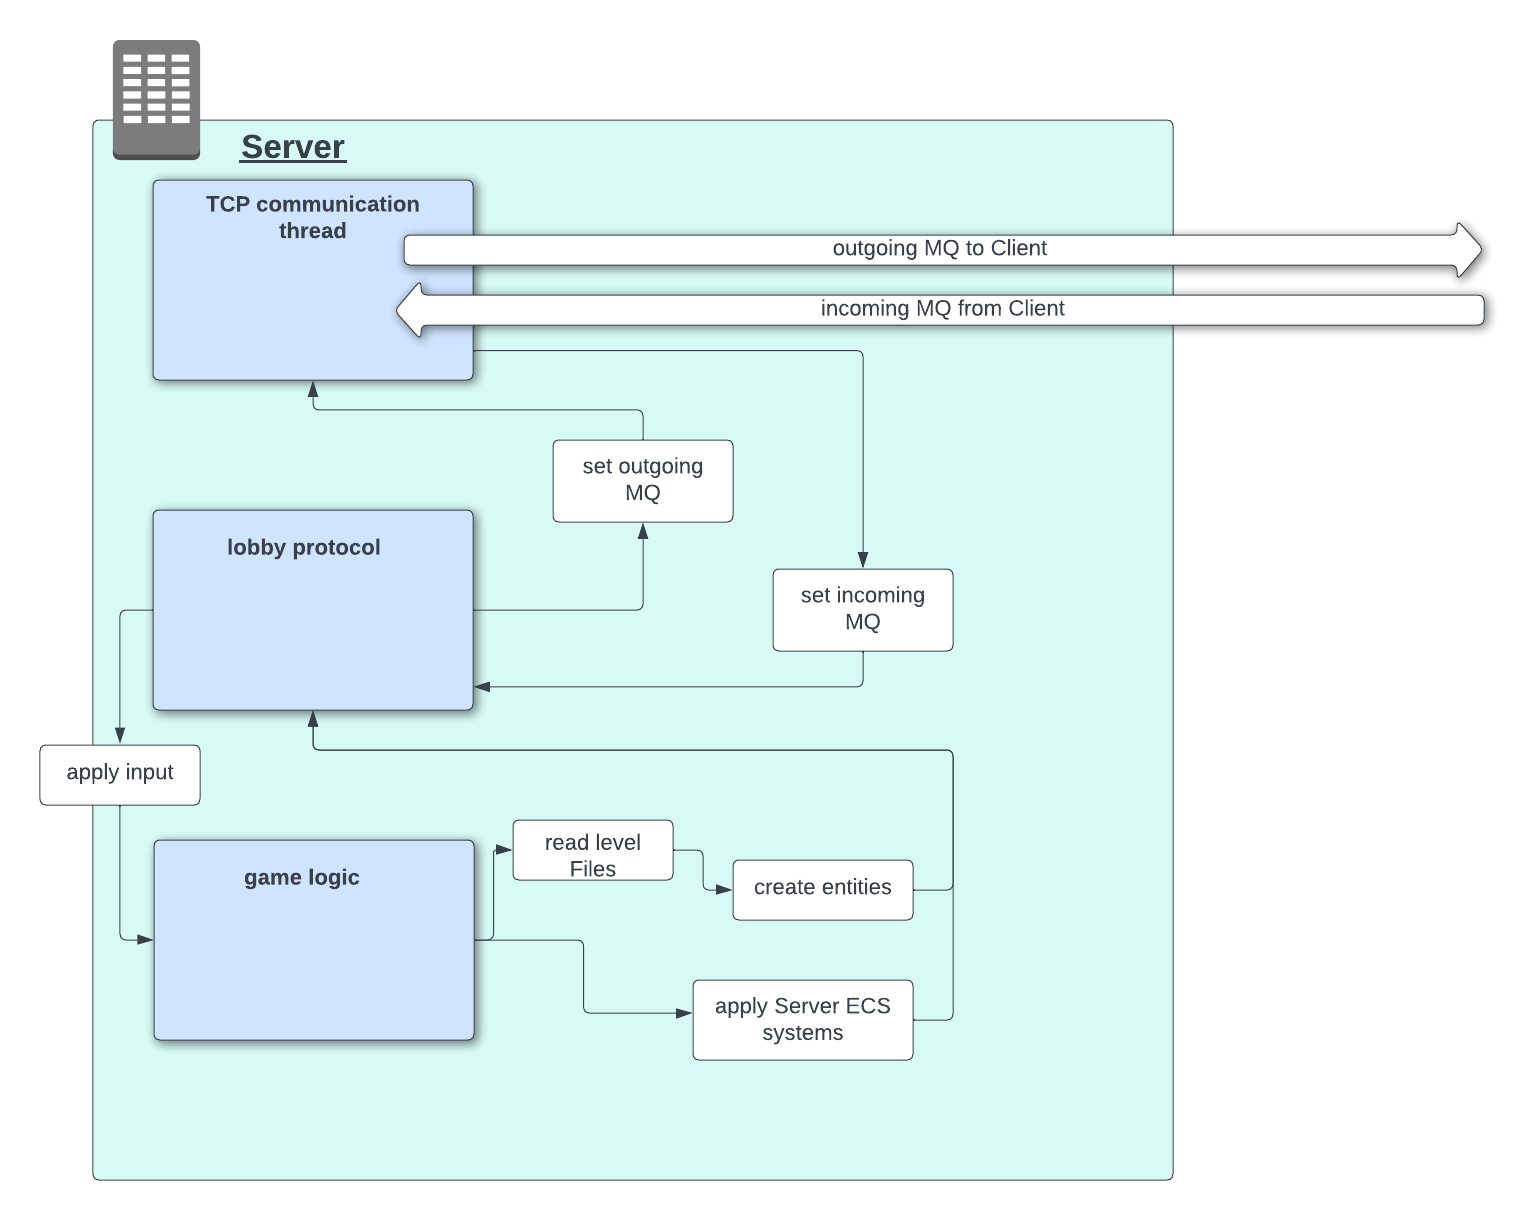 Server
TCP communication
thread
outgoing MQ to Client
incoming MQ from Client
set outgoing
MQ
lobby protocol
set incoming
MQ
apply input
read level
Files
game logic
create entities
apply Server ECS
systems